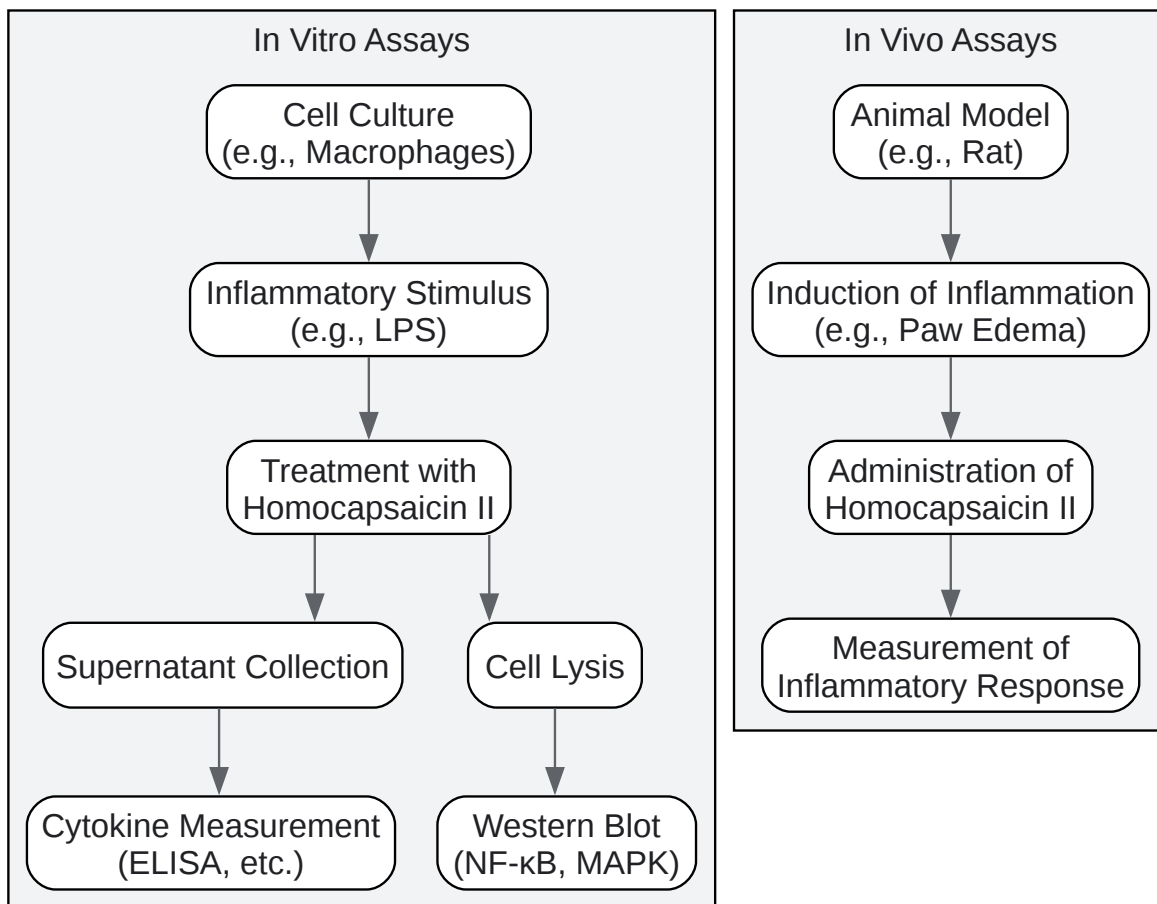 In Vitro Assays
Cell Culture
(e.g., Macrophages)
Inflammatory Stimulus
(e.g., LPS)
Treatment with
Homocapsaicin II
Supernatant Collection
Cell Lysis
Cytokine Measurement
(ELISA, etc.)
Western Blot
(NF-κB, MAPK)
In Vivo Assays
Animal Model
(e.g., Rat)
Induction of Inflammation
(e.g., Paw Edema)
Administration of
Homocapsaicin II
Measurement of
Inflammatory Response